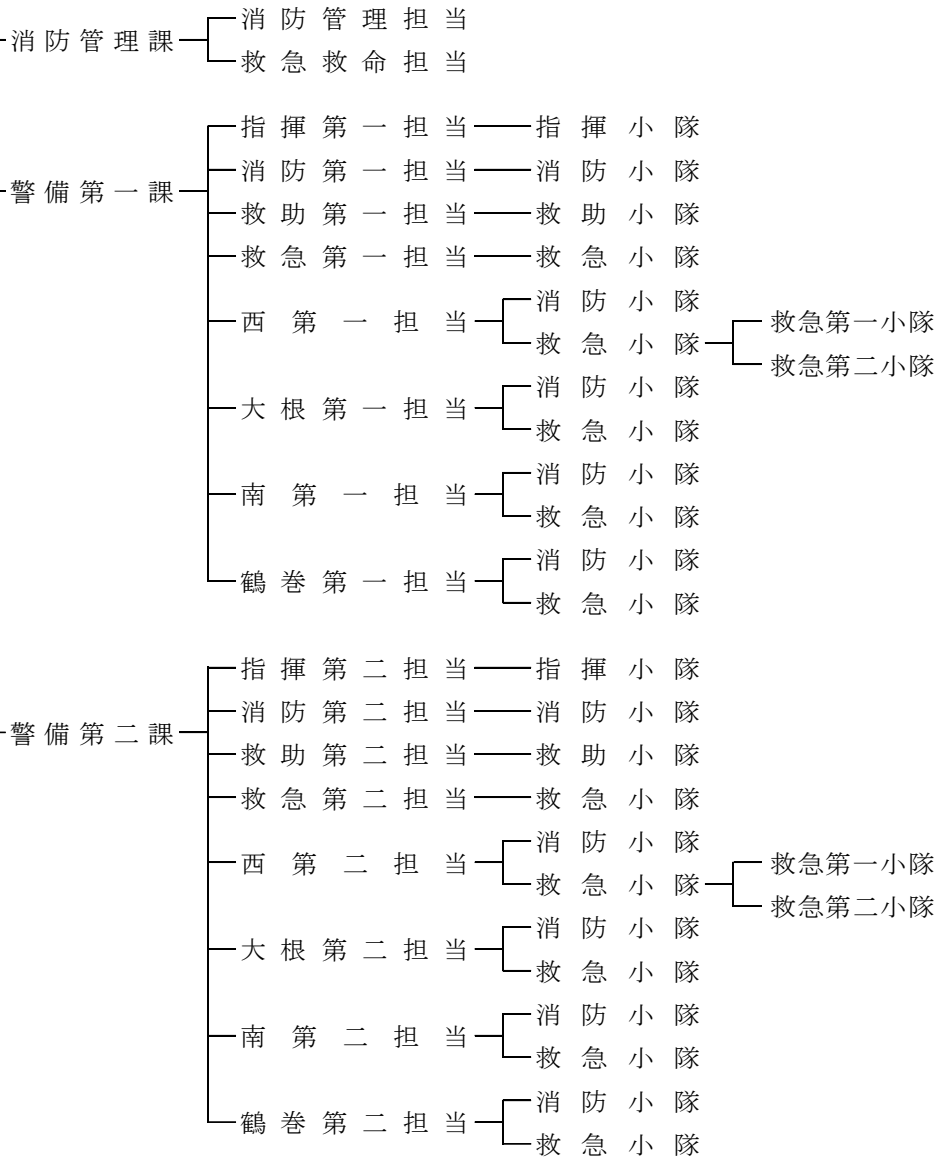 消防管理担当
消防管理課
救急救命担当
指揮第一担当 指揮小隊
消防第一担当 消防小隊
警備第一課
救助第一担当 救助小隊
救急第一担当 救急小隊
消防小隊
西第一担当
救急第一小隊
救急小隊
救急第二小隊
消防小隊
大根第一担当
救急小隊
消防小隊
南第一担当
救急小隊
消防小隊
鶴巻第一担当
救急小隊
指揮第二担当 指揮小隊
消防第二担当 消防小隊
警備第二課
救助第二担当 救助小隊
救急第二担当 救急小隊
消防小隊
西第二担当
救急第一小隊
救急小隊
救急第二小隊
消防小隊
大根第二担当
救急小隊
消防小隊
南第二担当
救急小隊
消防小隊
鶴巻第二担当
救急小隊